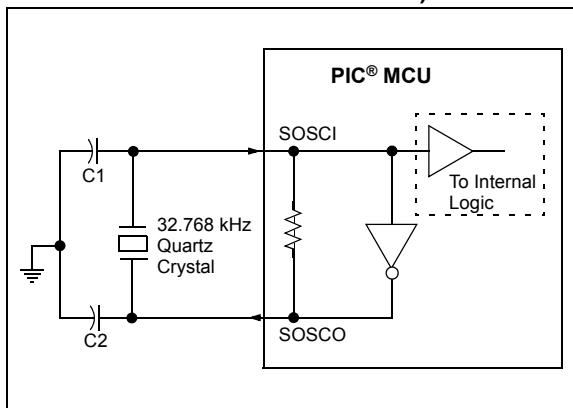 PIC® MCU
SOSCI
C1
To Internal
Logic
32.768 kHz
Quartz
Crystal
SOSCO
C2